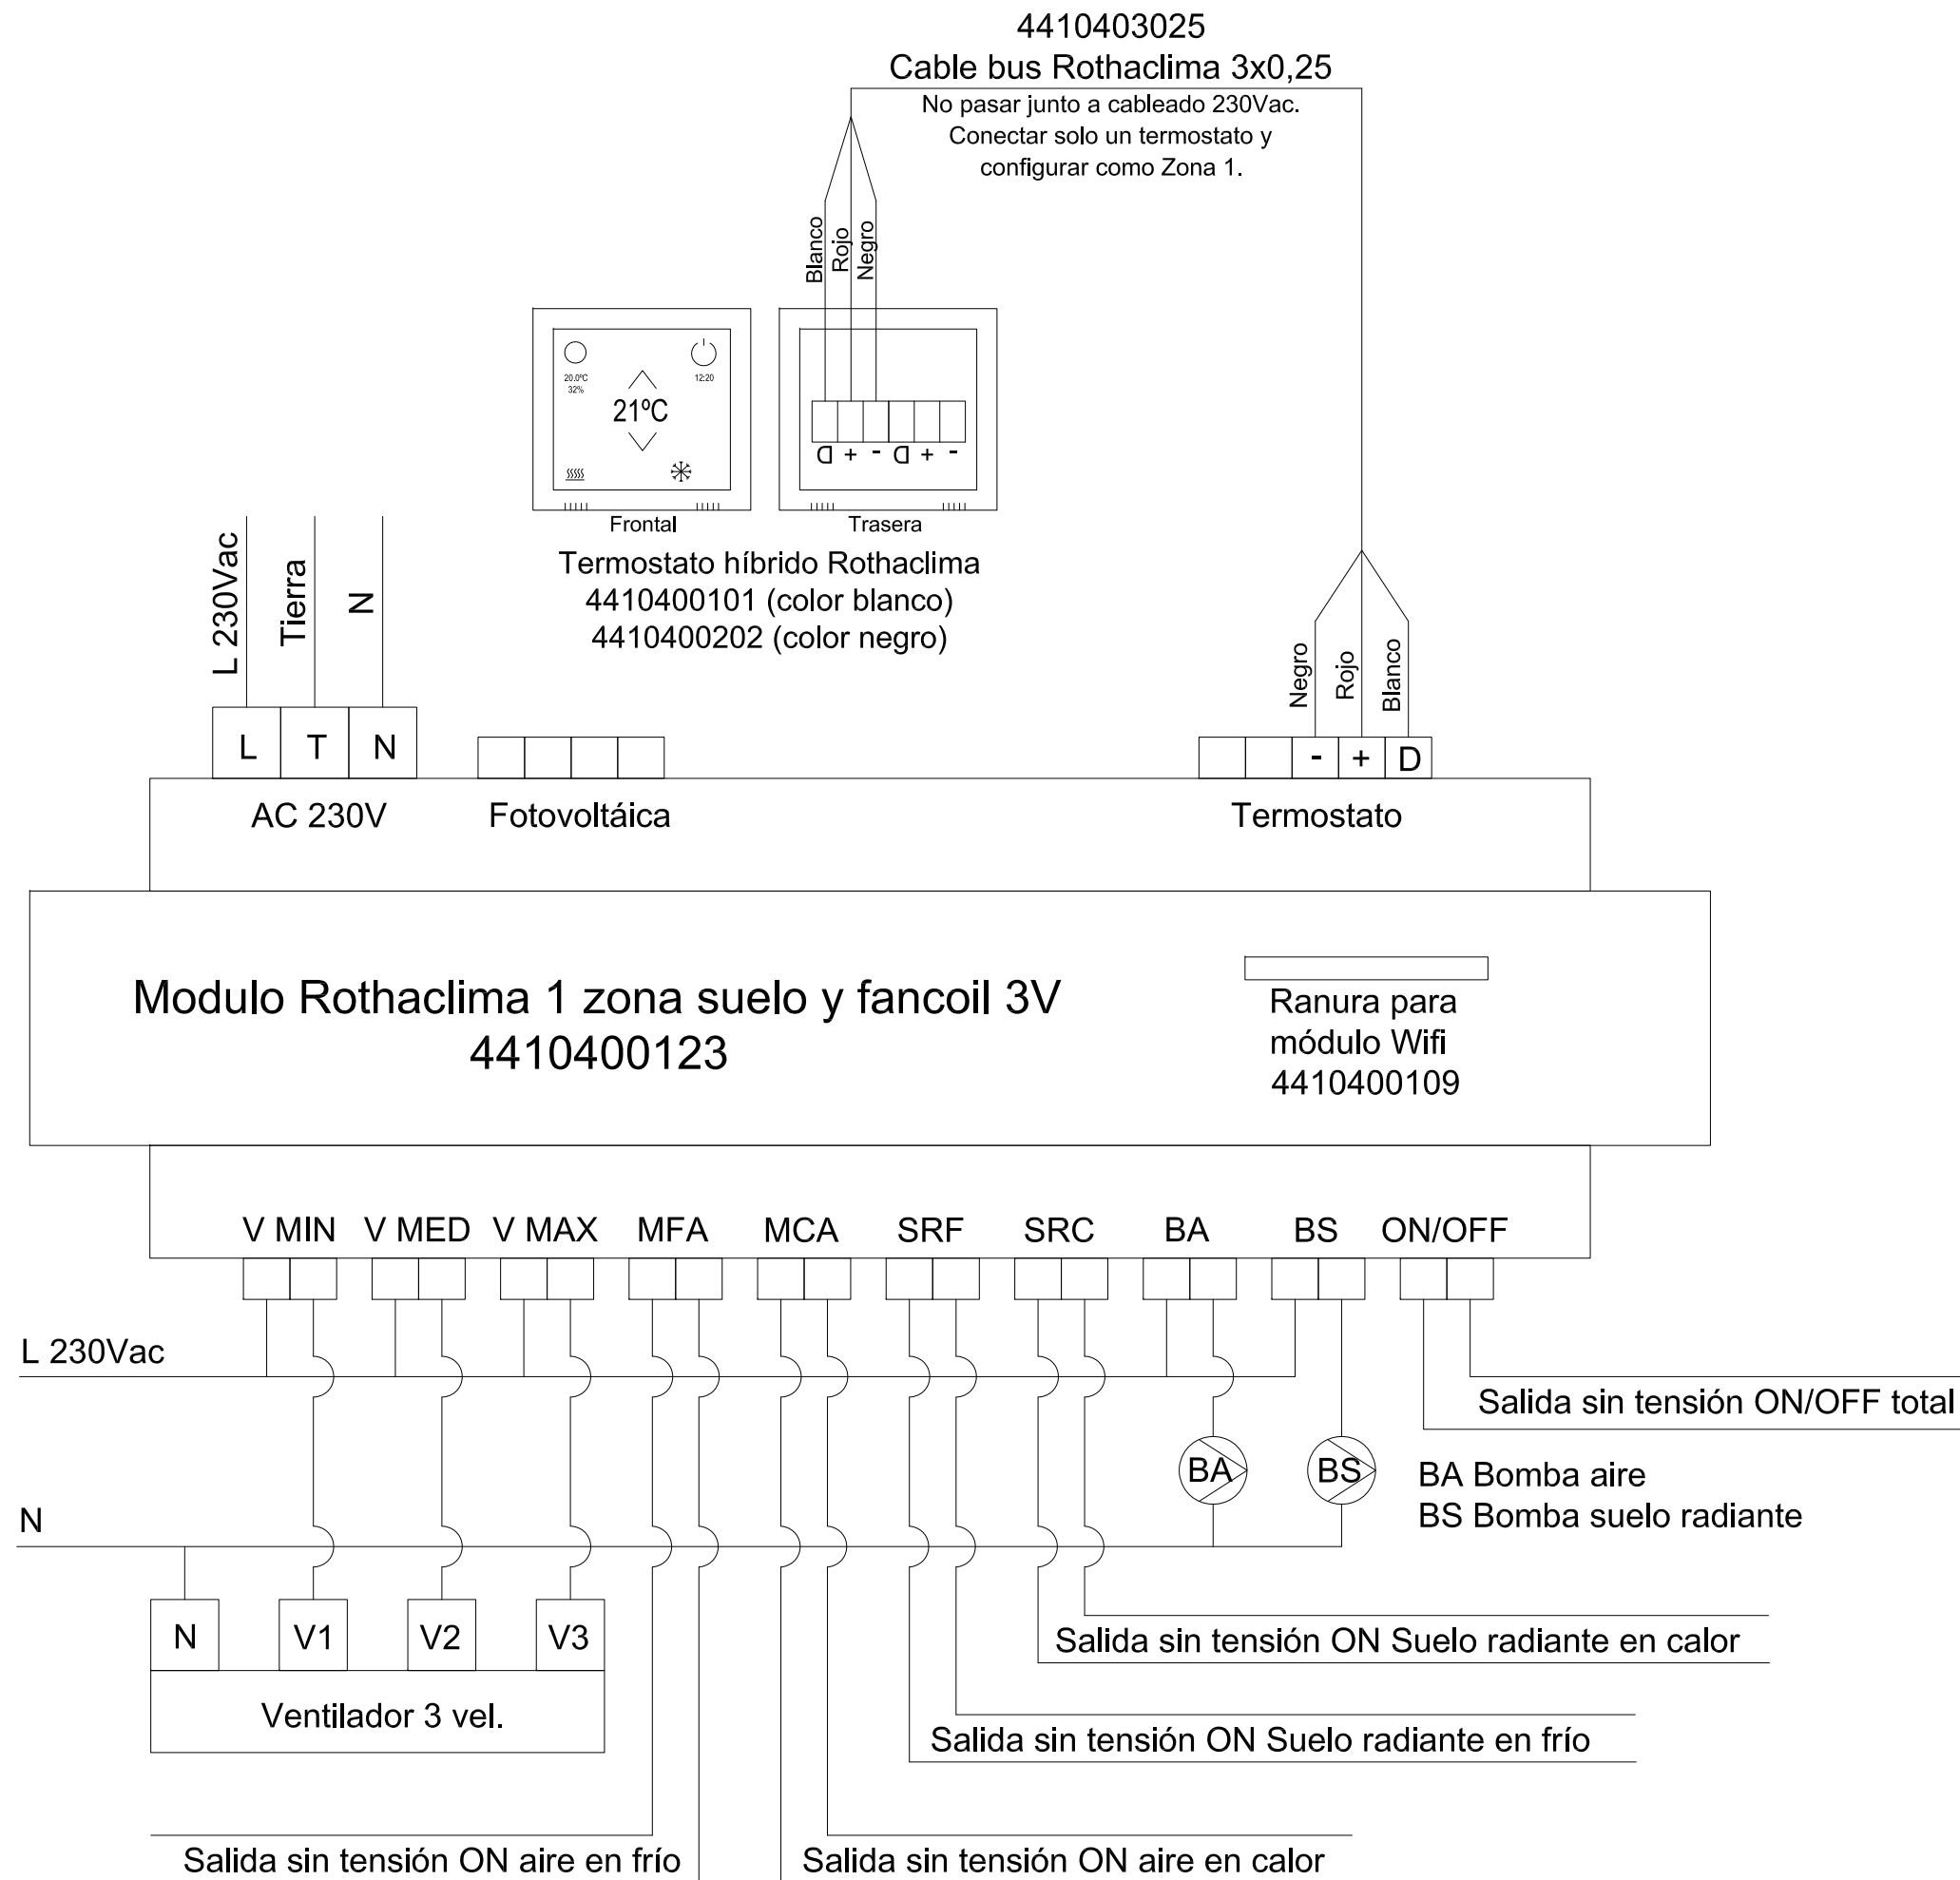 4410403025
Cable bus Rothaclima 3x0,25
No pasar junto a cableado 230Vac.
Conectar solo un termostato y
configurar como Zona 1.
Blanco
Rojo
Negro
20.0ºC
32%
12:20
21ºC
D + - D + -
Frontal
Trasera
Termostato híbrido Rothaclima
4410400101 (color blanco)
4410400202 (color negro)
L 230Vac
Tierra
N
Negro
Rojo
Blanco
L T N
- + D
AC 230V
Fotovoltáica
Termostato
Modulo Rothaclima 1 zona suelo y fancoil 3V
4410400123
Ranura para
módulo Wifi
4410400109
V MIN V MED V MAX MFA MCA SRF SRC BA BS ON/OFF
L 230Vac
Salida sin tensión ON/OFF total
BA
BS
BA Bomba aire
BS Bomba suelo radiante
N
N V1 V2 V3
Ventilador 3 vel.
Salida sin tensión ON Suelo radiante en calor
Salida sin tensión ON Suelo radiante en frío
Salida sin tensión ON aire en frío
Salida sin tensión ON aire en calor